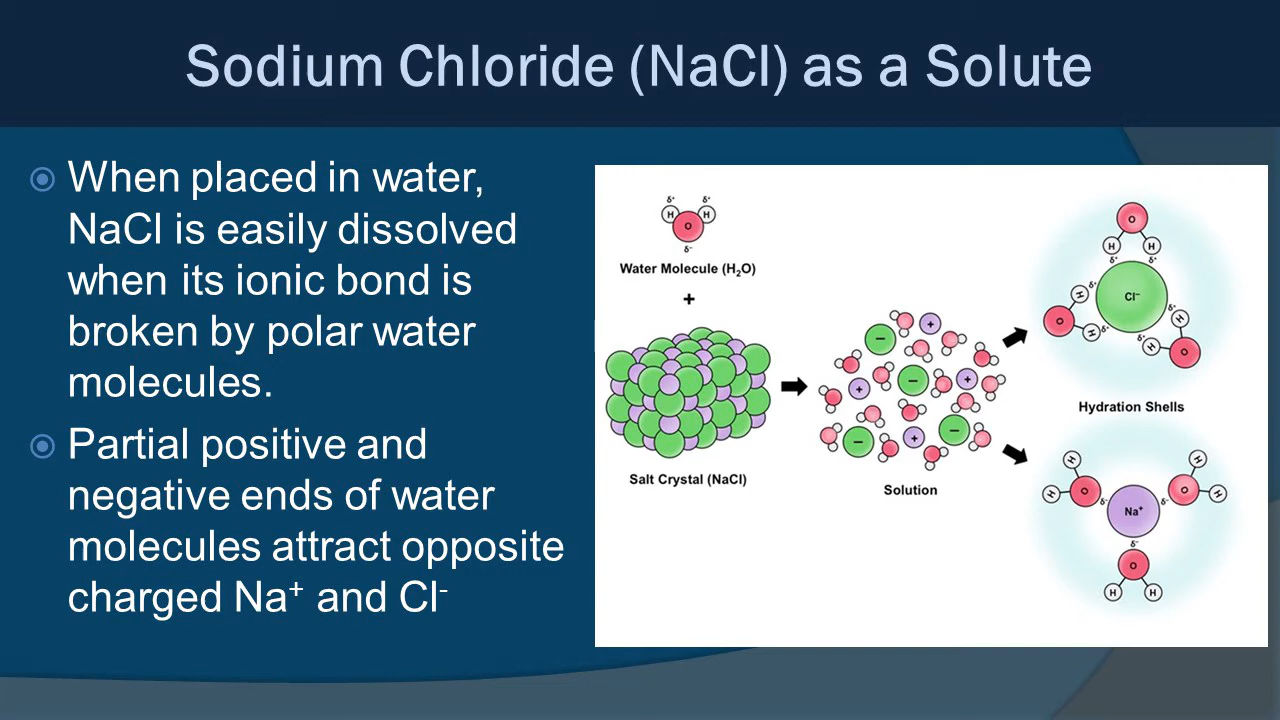 Sodium Chloride (NaCl) as a Solute
When placed in water,
NaCl is easily dissolved
when its ionic bond is
broken by polar water
molecules.
Partial positive and
negative ends of water
molecules attract opposite
charged Na⁺ and Cl⁻
δ⁺ δ⁺
H H
O
δ⁻
Water Molecule (H₂O)
+
Salt Crystal (NaCl)
− +
+ − +
− + −
Solution
O
H H
δ⁺ δ⁺
Cl⁻
H δ⁺
O
H δ⁺
δ⁺
H
δ⁺ H
O
Hydration Shells
H H
H O O H
δ⁻ δ⁻
Na⁺
δ⁻
O
H H